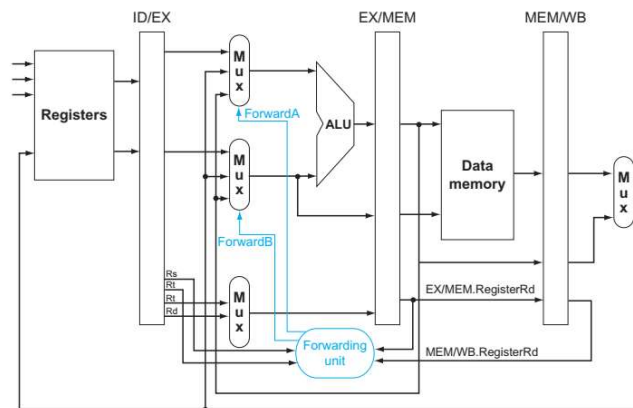 ID/EX
EX/MEM
MEM/WB
Registers
M
u
x
ForwardA
ALU
M
u
x
Data
memory
M
u
x
ForwardB
Rs
Rt
Rt
Rd
M
u
x
EX/MEM.RegisterRd
Forwarding
unit
MEM/WB.RegisterRd